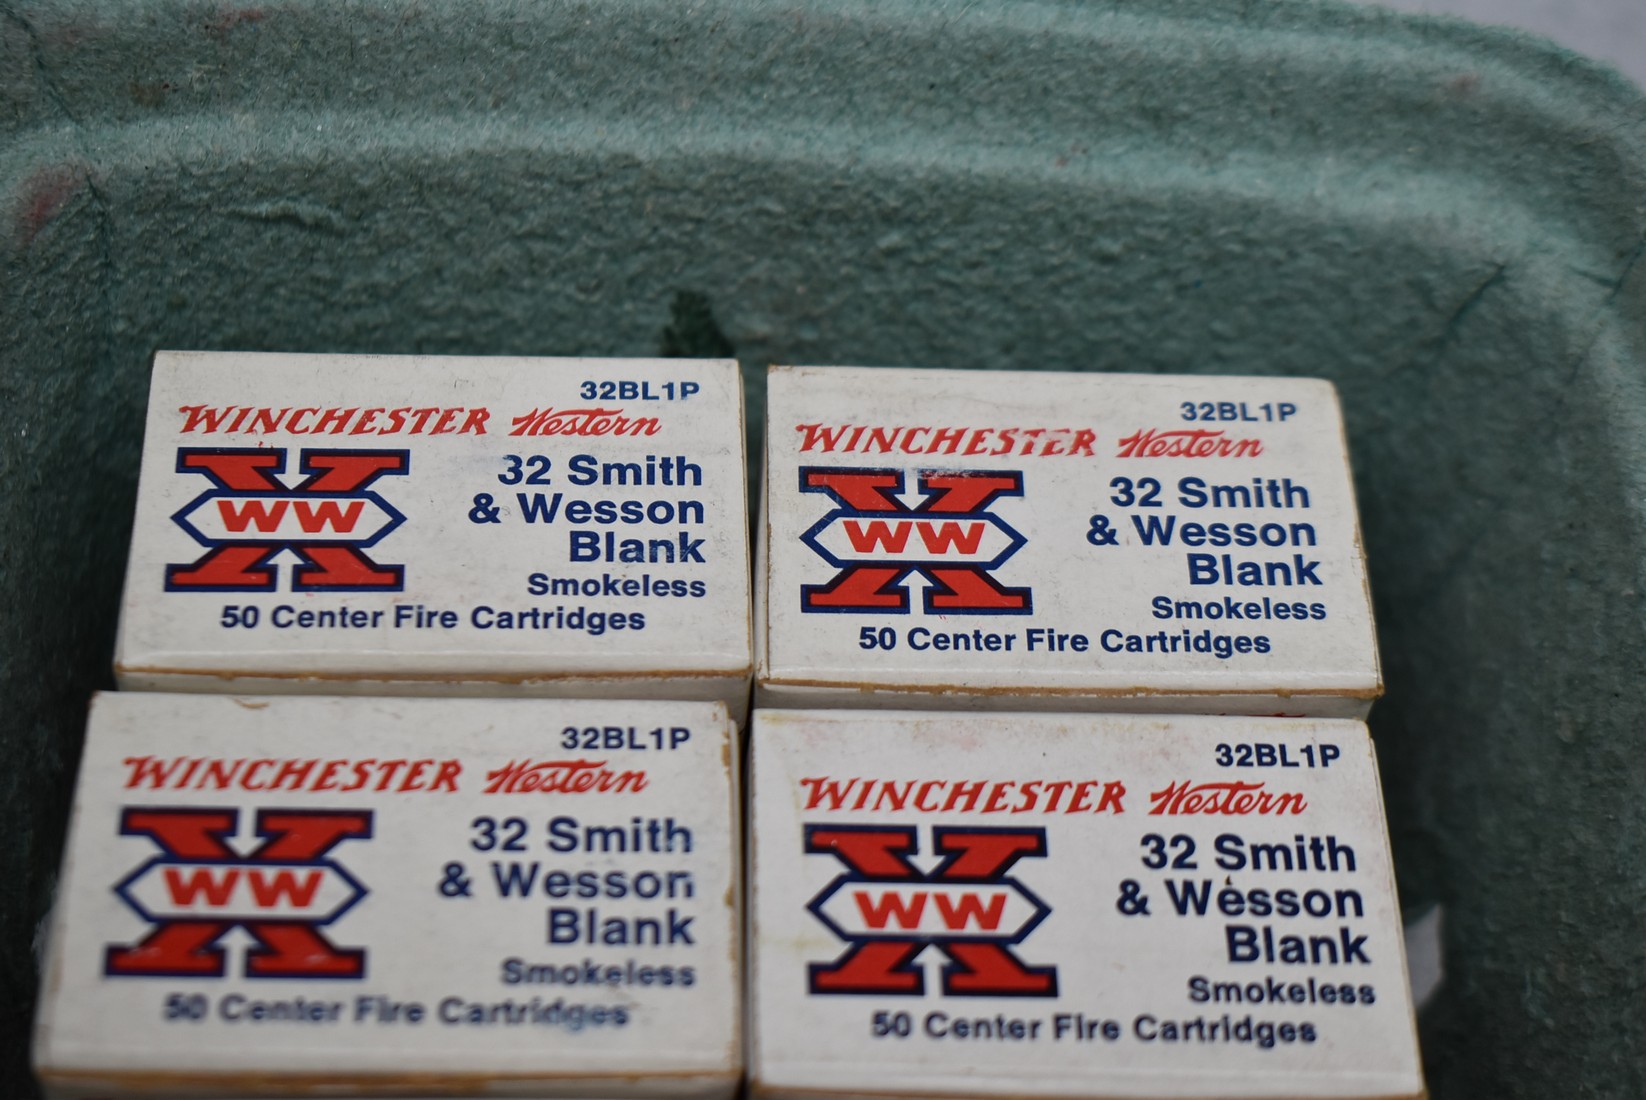 32BL1P
WINCHESTER Western
WW
32 Smith
& Wesson
Blank
Smokeless
50 Center Fire Cartridges
32BL1P
WINCHESTER Western
WW
32 Smith
& Wesson
Blank
Smokeless
50 Center Fire Cartridges
32BL1P
WINCHESTER Western
WW
32 Smith
& Wesson
Blank
Smokeless
50 Center Fire Cartridges
32BL1P
WINCHESTER Western
WW
32 Smith
& Wesson
Blank
Smokeless
50 Center Fire Cartridges